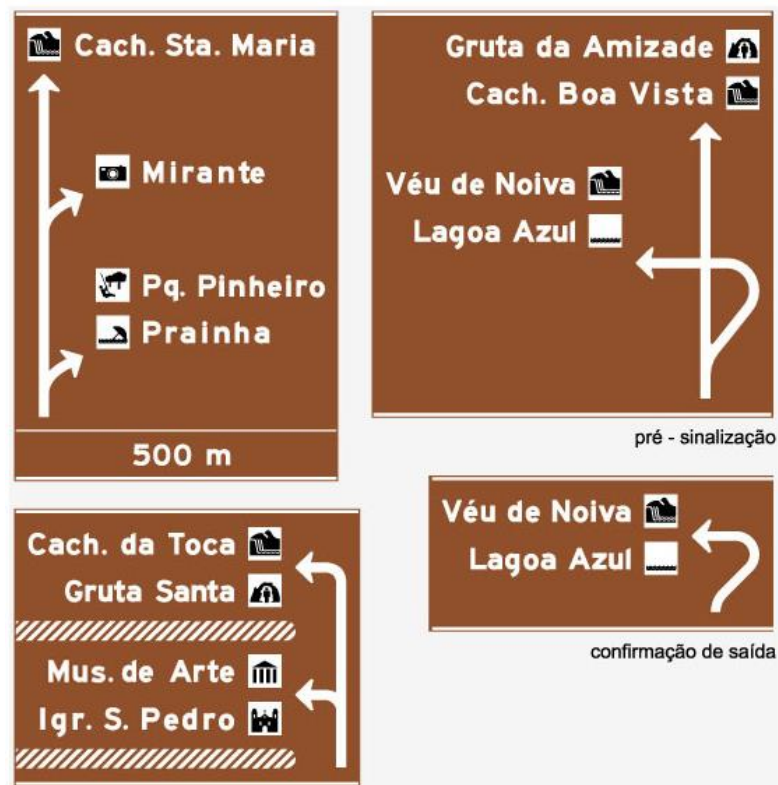 Cach. Sta. Maria
Mirante
Pq. Pinheiro
Prainha
500 m
Gruta da Amizade
Cach. Boa Vista
Véu de Noiva
Lagoa Azul
pré - sinalização
Véu de Noiva
Lagoa Azul
confirmação de saída
Cach. da Toca
Gruta Santa
Mus. de Arte
Igr. S. Pedro